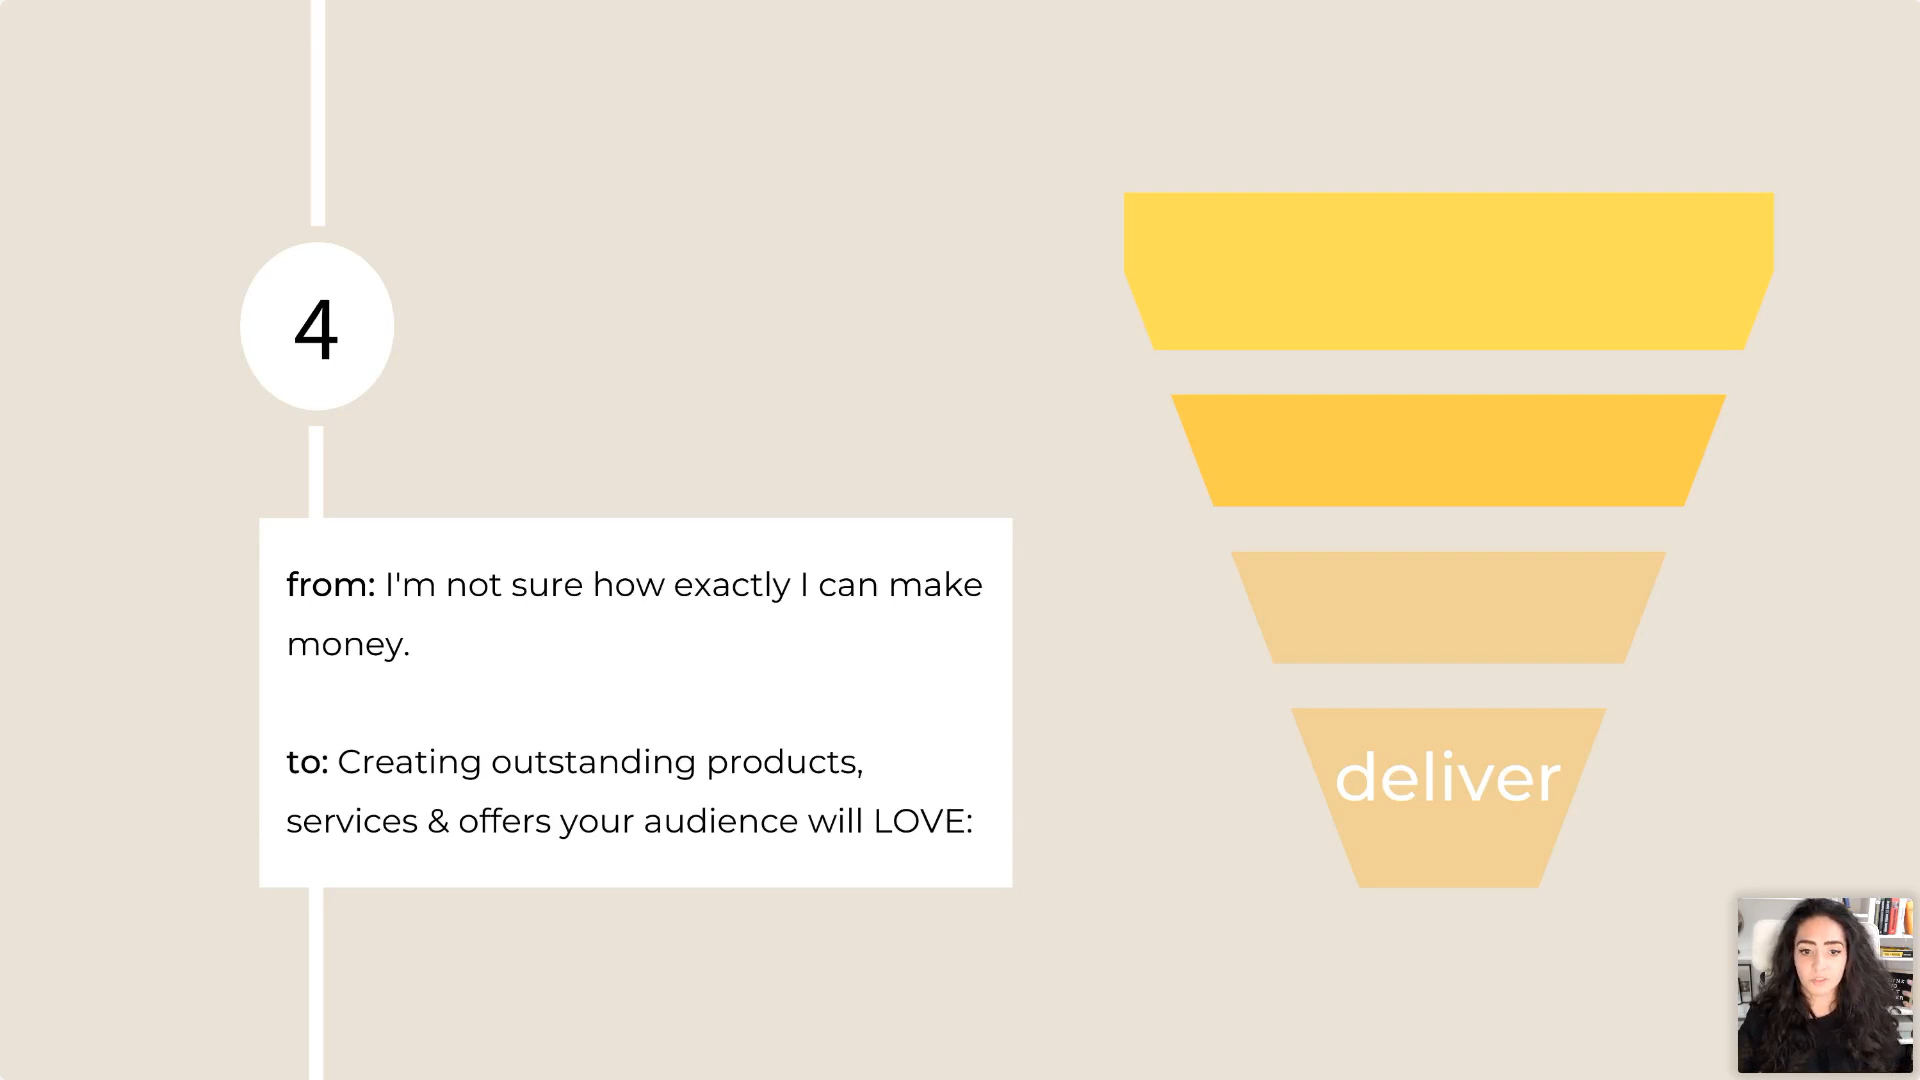 4
from: I'm not sure how exactly I can make
money.
to: Creating outstanding products,
services & offers your audience will LOVE:
deliver